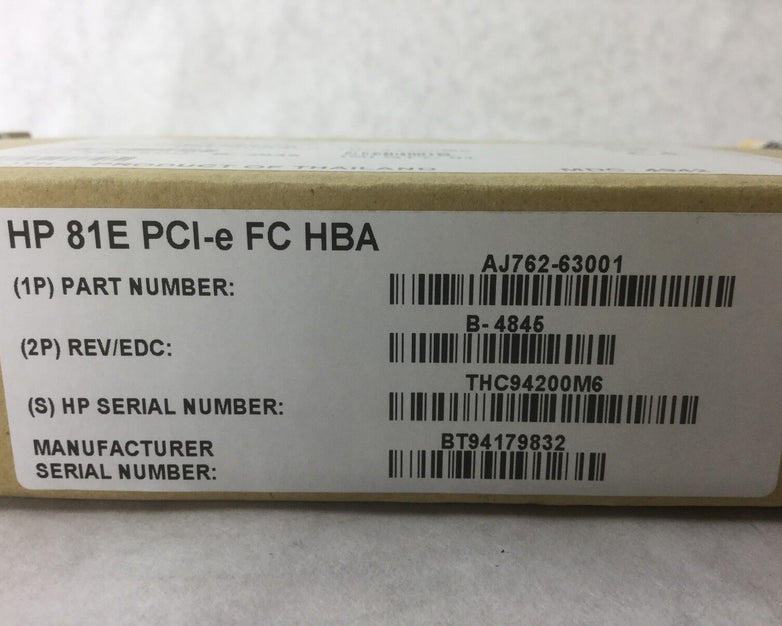 PRODUCT OF THAILAND
HP 81E PCI-e FC HBA
AJ762-63001
(1P) PART NUMBER:
B-4845
(2P) REV/EDC:
THC94200M6
(S) HP SERIAL NUMBER:
BT94179832
MANUFACTURER
SERIAL NUMBER: